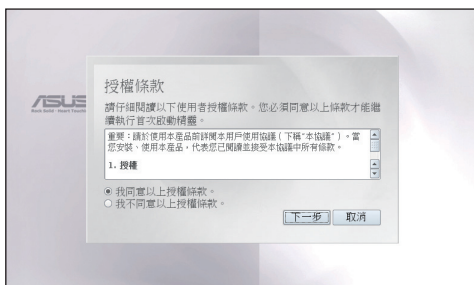 ASUS
Rock Solid · Heart Touching
授權條款
請仔細閱讀以下使用者授權條款。您必須同意以上條款才能繼
續執行首次啟動精靈。
重要：請於使用本產品前詳閱本用戶使用協議（下稱“本協議”）。當
您安裝、使用本產品，代表您已閱讀並接受本協議中所有條款。
1. 授權
我同意以上授權條款。
我不同意以上授權條款。
下一步
取消